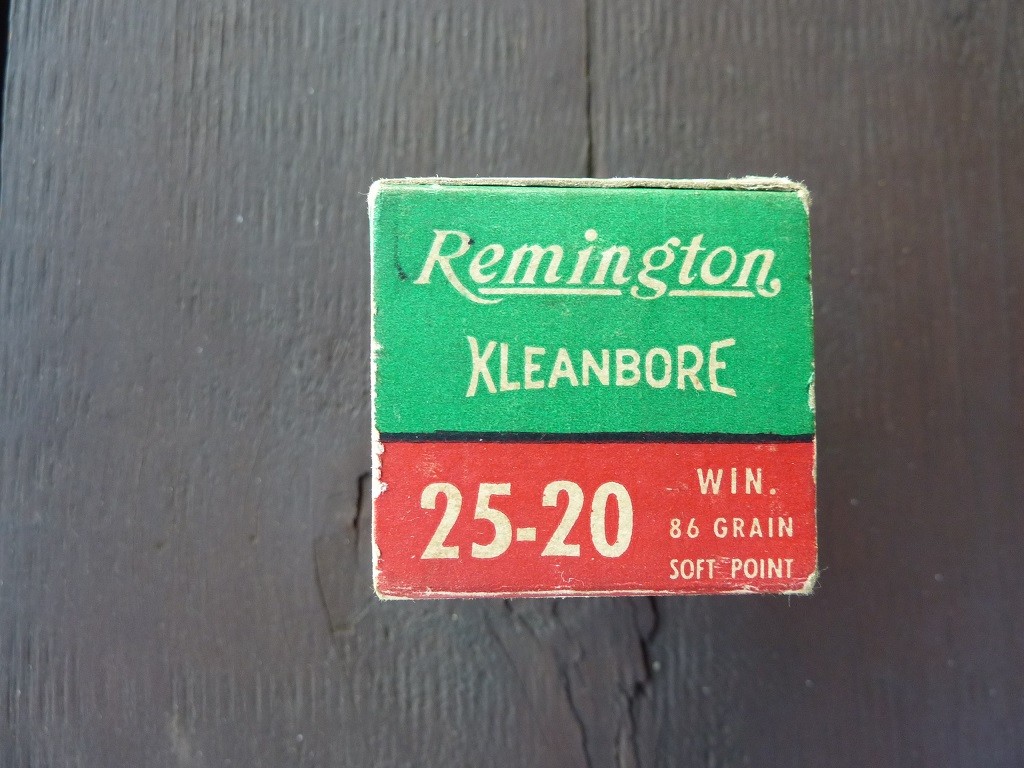 Remington
KLEANBORE
25-20
WIN.
86 GRAIN
SOFT POINT